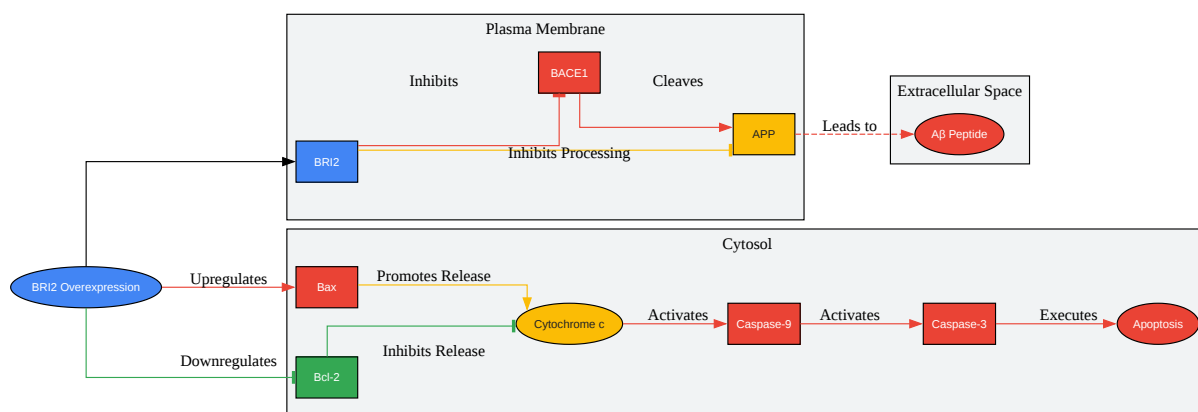 Plasma Membrane
BACE1
Inhibits
Cleaves
Extracellular Space
APP
Leads to
Aβ Peptide
BRI2
Inhibits Processing
Cytosol
BRI2 Overexpression
Upregulates
Bax
Promotes Release
Cytochrome c
Activates
Caspase-9
Activates
Caspase-3
Executes
Apoptosis
Inhibits Release
Downregulates
Bcl-2